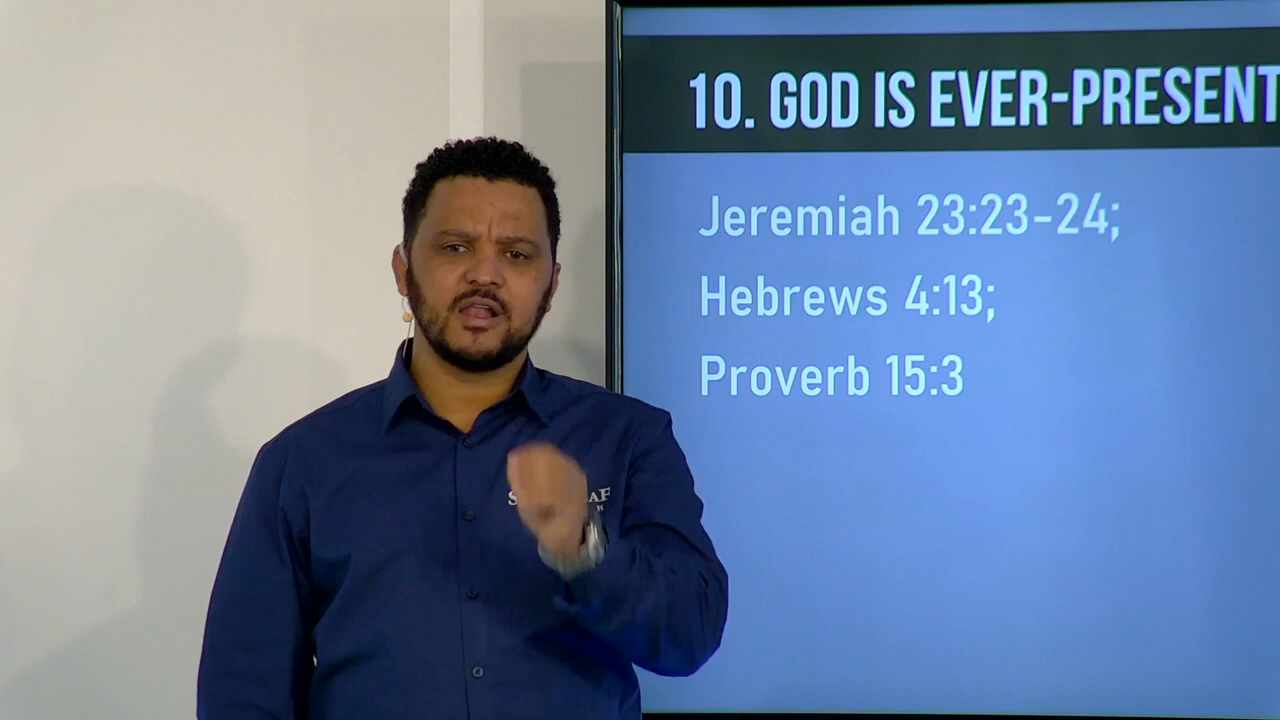 10. GOD IS EVER-PRESENT
Jeremiah 23:23-24;
Hebrews 4:13;
Proverb 15:3